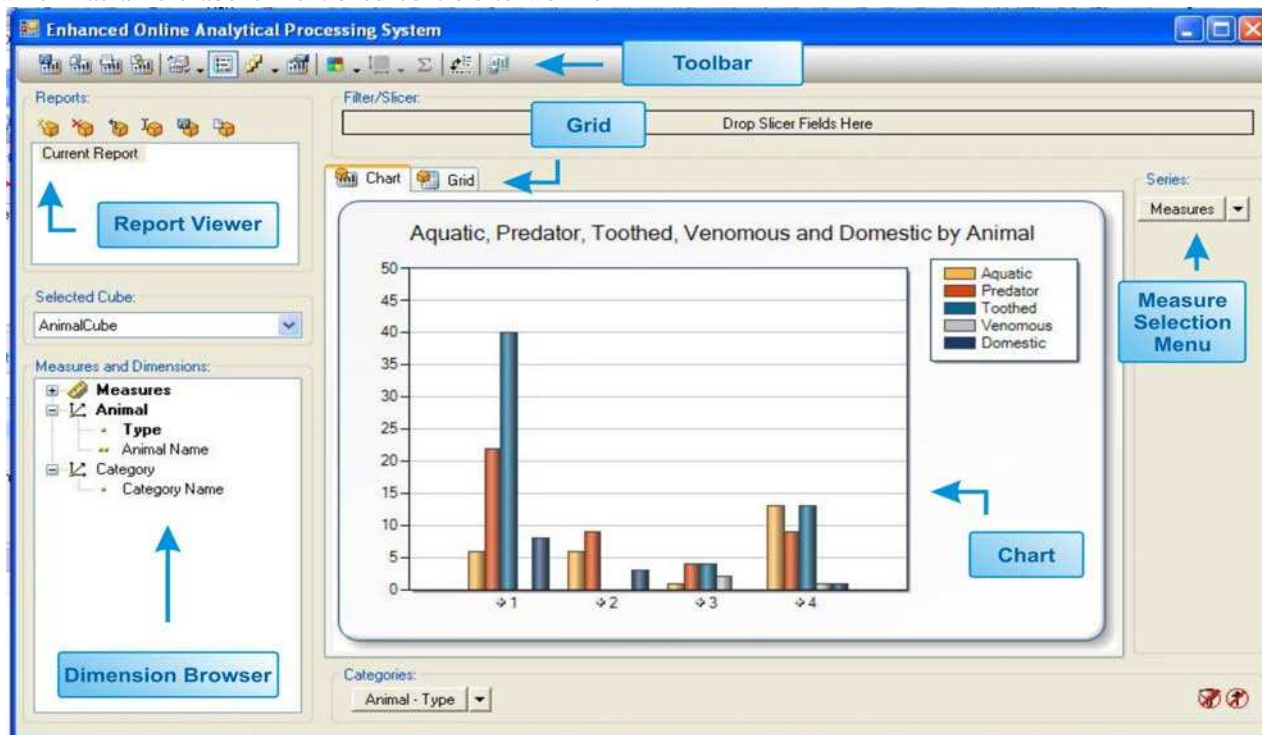 Enhanced Online Analytical Processing System
Toolbar
Reports:
Current Report
Report Viewer
Filter/Slicer:
Drop Slicer Fields Here
Grid
Chart
Grid
Series:
Measures
Measure
Selection
Menu
Selected Cube:
AnimalCube
Measures and Dimensions:
Measures
Animal
Type
Animal Name
Category
Category Name
Dimension Browser
Aquatic, Predator, Toothed, Venomous and Domestic by Animal
Aquatic
Predator
Toothed
Venomous
Domestic
50
45
40
35
30
25
20
15
10
5
0
1
2
3
4
Chart
Categories:
Animal - Type